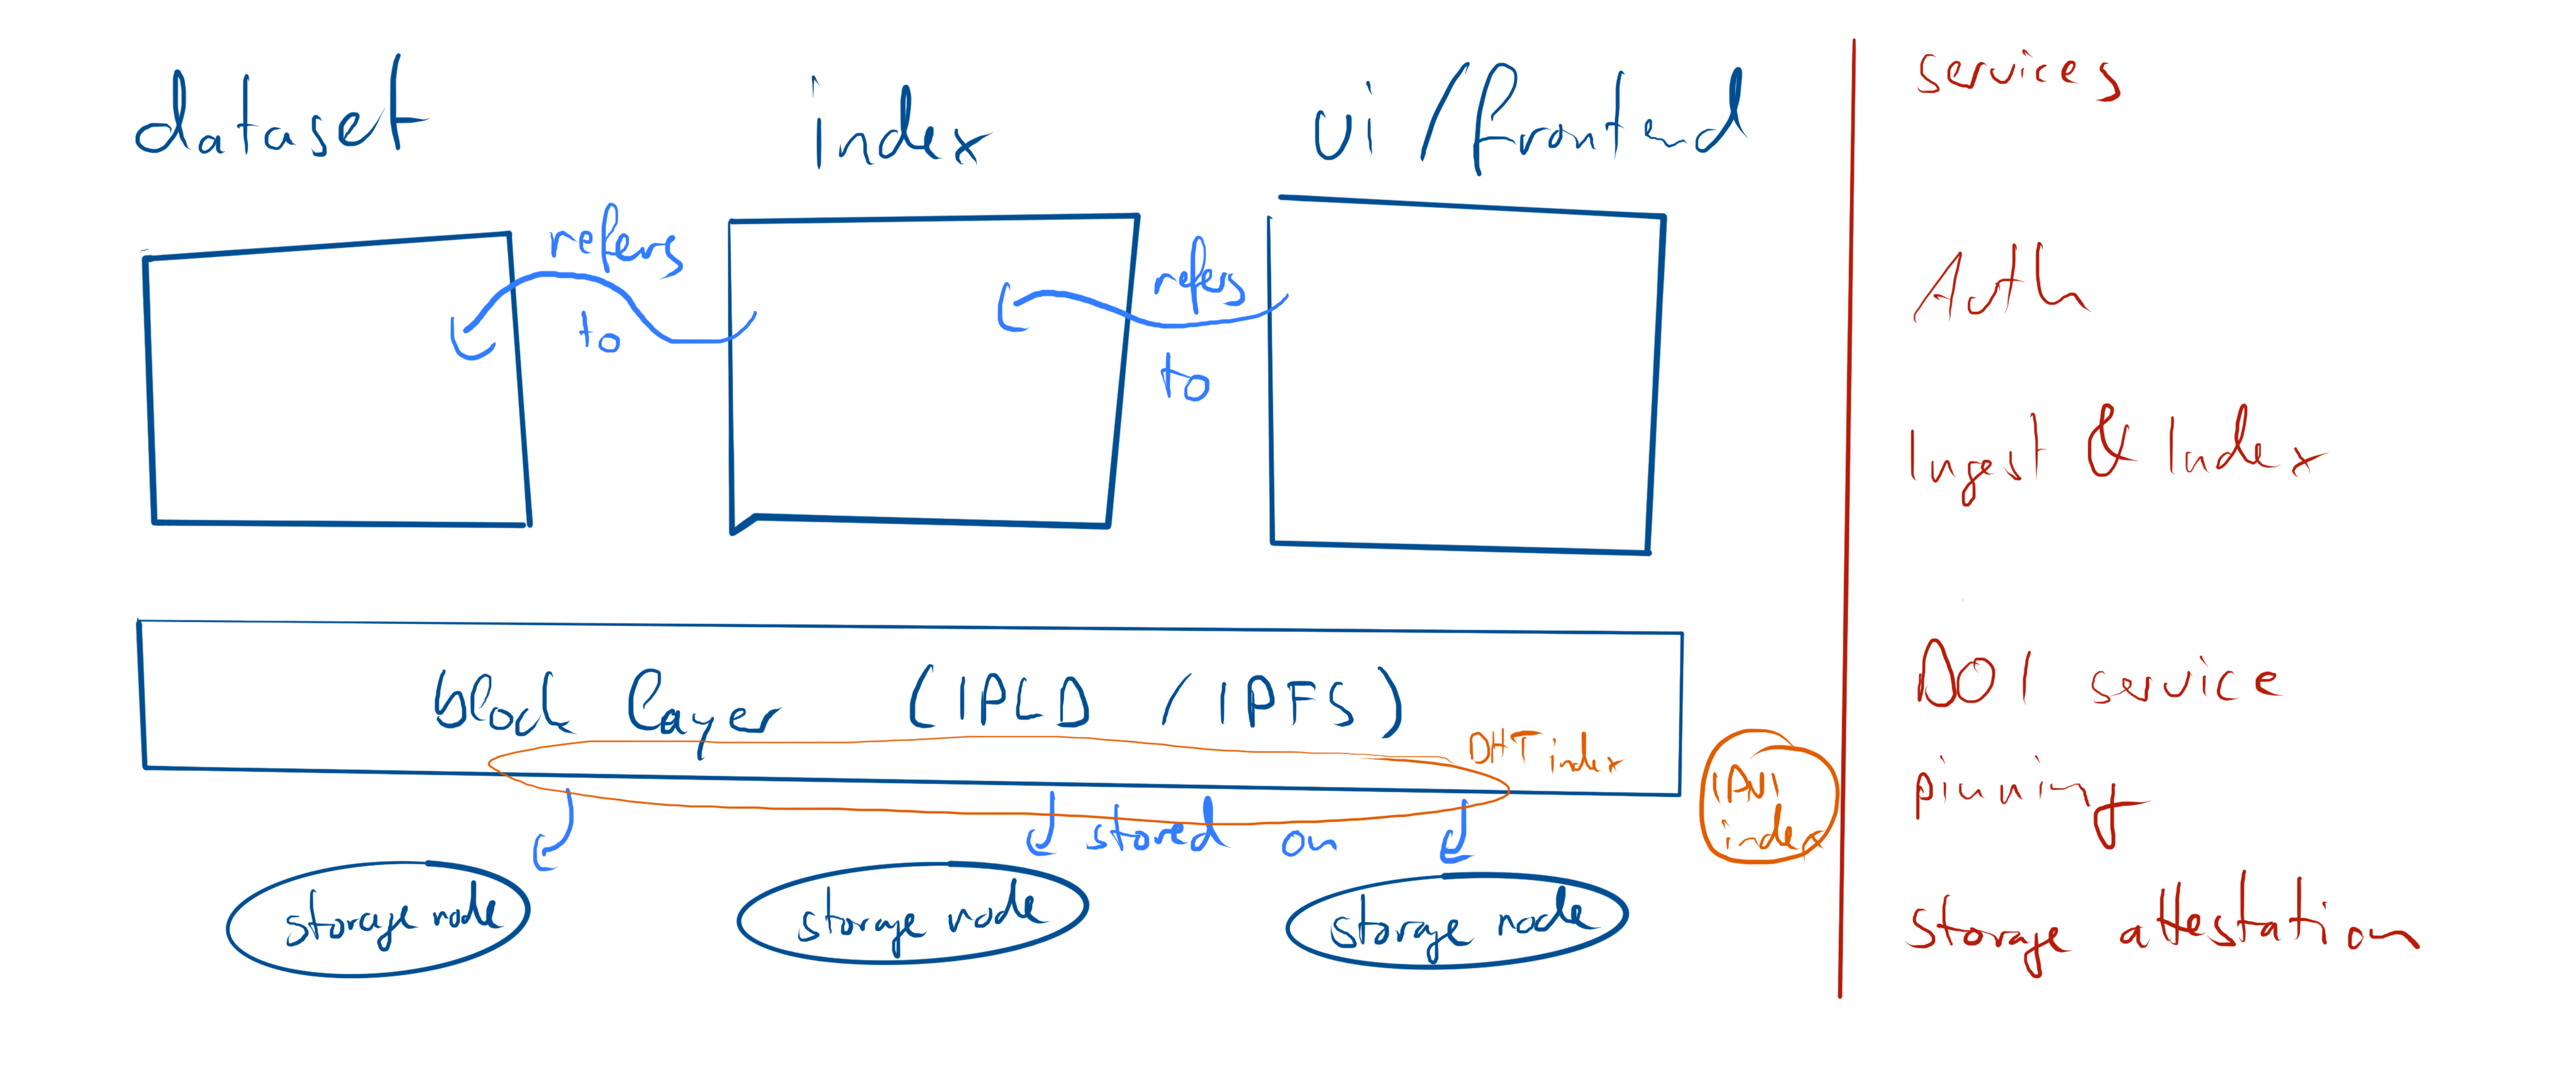 dataset
index
ui / frontend
refers
to
refers
to
block layer (IPLD / IPFS)
DHT index
IPNI
index
stored on
storage node
storage node
storage node
services
Auth
Ingest & Index
DOI service
pinning
storage attestation